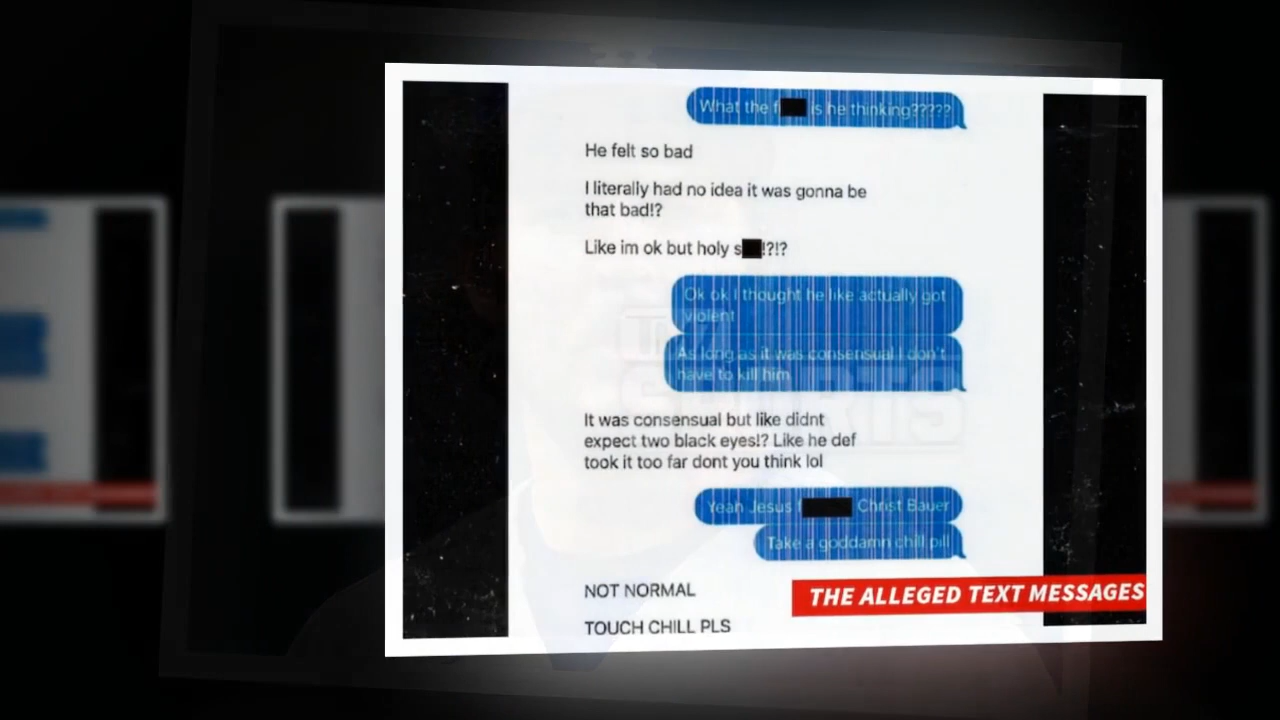 What the f is he thinking?????
He felt so bad
I literally had no idea it was gonna be
that bad!?
Like im ok but holy s !?!?
Ok ok I thought he like actually got
violent
As long as it was consensual I don't
have to kill him
It was consensual but like didnt
expect two black eyes!? Like he def
took it too far dont you think lol
Yeah Jesus f Christ Bauer
Take a goddamn chill pill
NOT NORMAL
TOUCH CHILL PLS
THE ALLEGED TEXT MESSAGES
TMZ
SPORTS